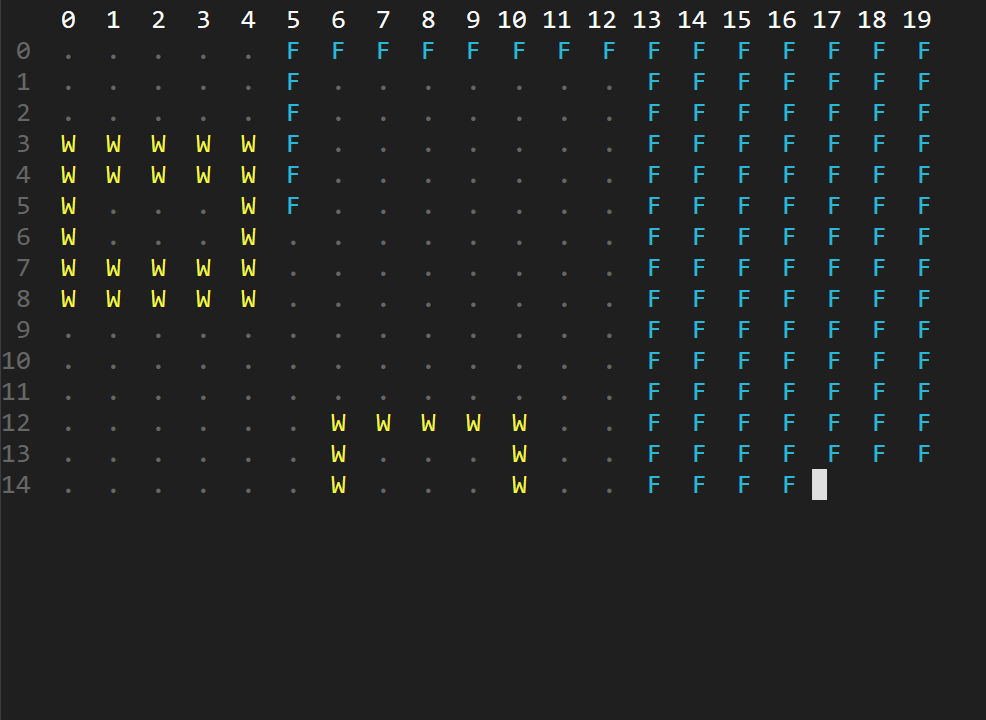 0 1 2 3 4 5 6 7 8 9 10 11 12 13 14 15 16 17 18 19
0 . . . . . F F F F F F F F F F F F F F F
1 . . . . . F . . . . . . . F F F F F F F
2 . . . . . F . . . . . . . F F F F F F F
3 W W W W W F . . . . . . . F F F F F F F
4 W W W W W F . . . . . . . F F F F F F F
5 W . . . W F . . . . . . . F F F F F F F
6 W . . . W . . . . . . . . F F F F F F F
7 W W W W W . . . . . . . . F F F F F F F
8 W W W W W . . . . . . . . F F F F F F F
9 . . . . . . . . . . . . . F F F F F F F
10 . . . . . . . . . . . . . F F F F F F F
11 . . . . . . . . . . . . . F F F F F F F
12 . . . . . . W W W W W . . F F F F F F F
13 . . . . . . W . . . W . . F F F F F F F
14 . . . . . . W . . . W . . F F F F